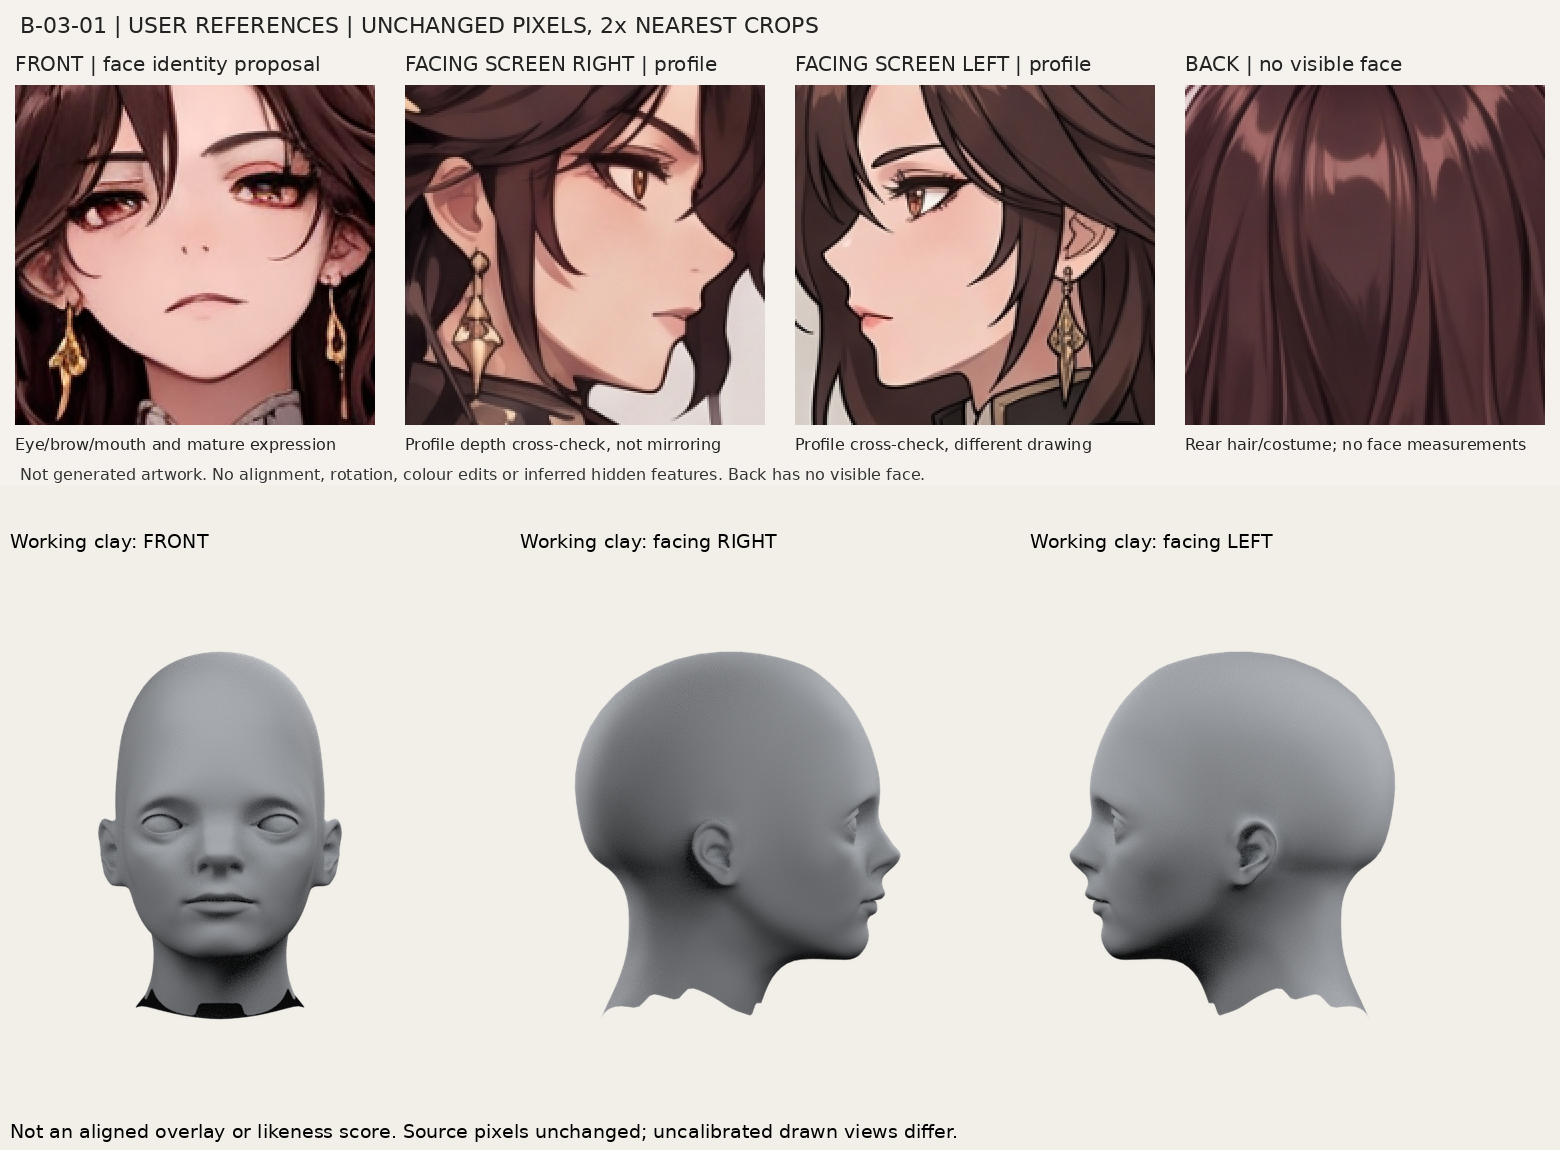 B-03-01 | USER REFERENCES | UNCHANGED PIXELS, 2x NEAREST CROPS
FRONT | face identity proposal
FACING SCREEN RIGHT | profile
FACING SCREEN LEFT | profile
BACK | no visible face
Eye/brow/mouth and mature expression
Profile depth cross-check, not mirroring
Profile cross-check, different drawing
Rear hair/costume; no face measurements
Not generated artwork. No alignment, rotation, colour edits or inferred hidden features. Back has no visible face.
Working clay: FRONT
Working clay: facing RIGHT
Working clay: facing LEFT
Not an aligned overlay or likeness score. Source pixels unchanged; uncalibrated drawn views differ.